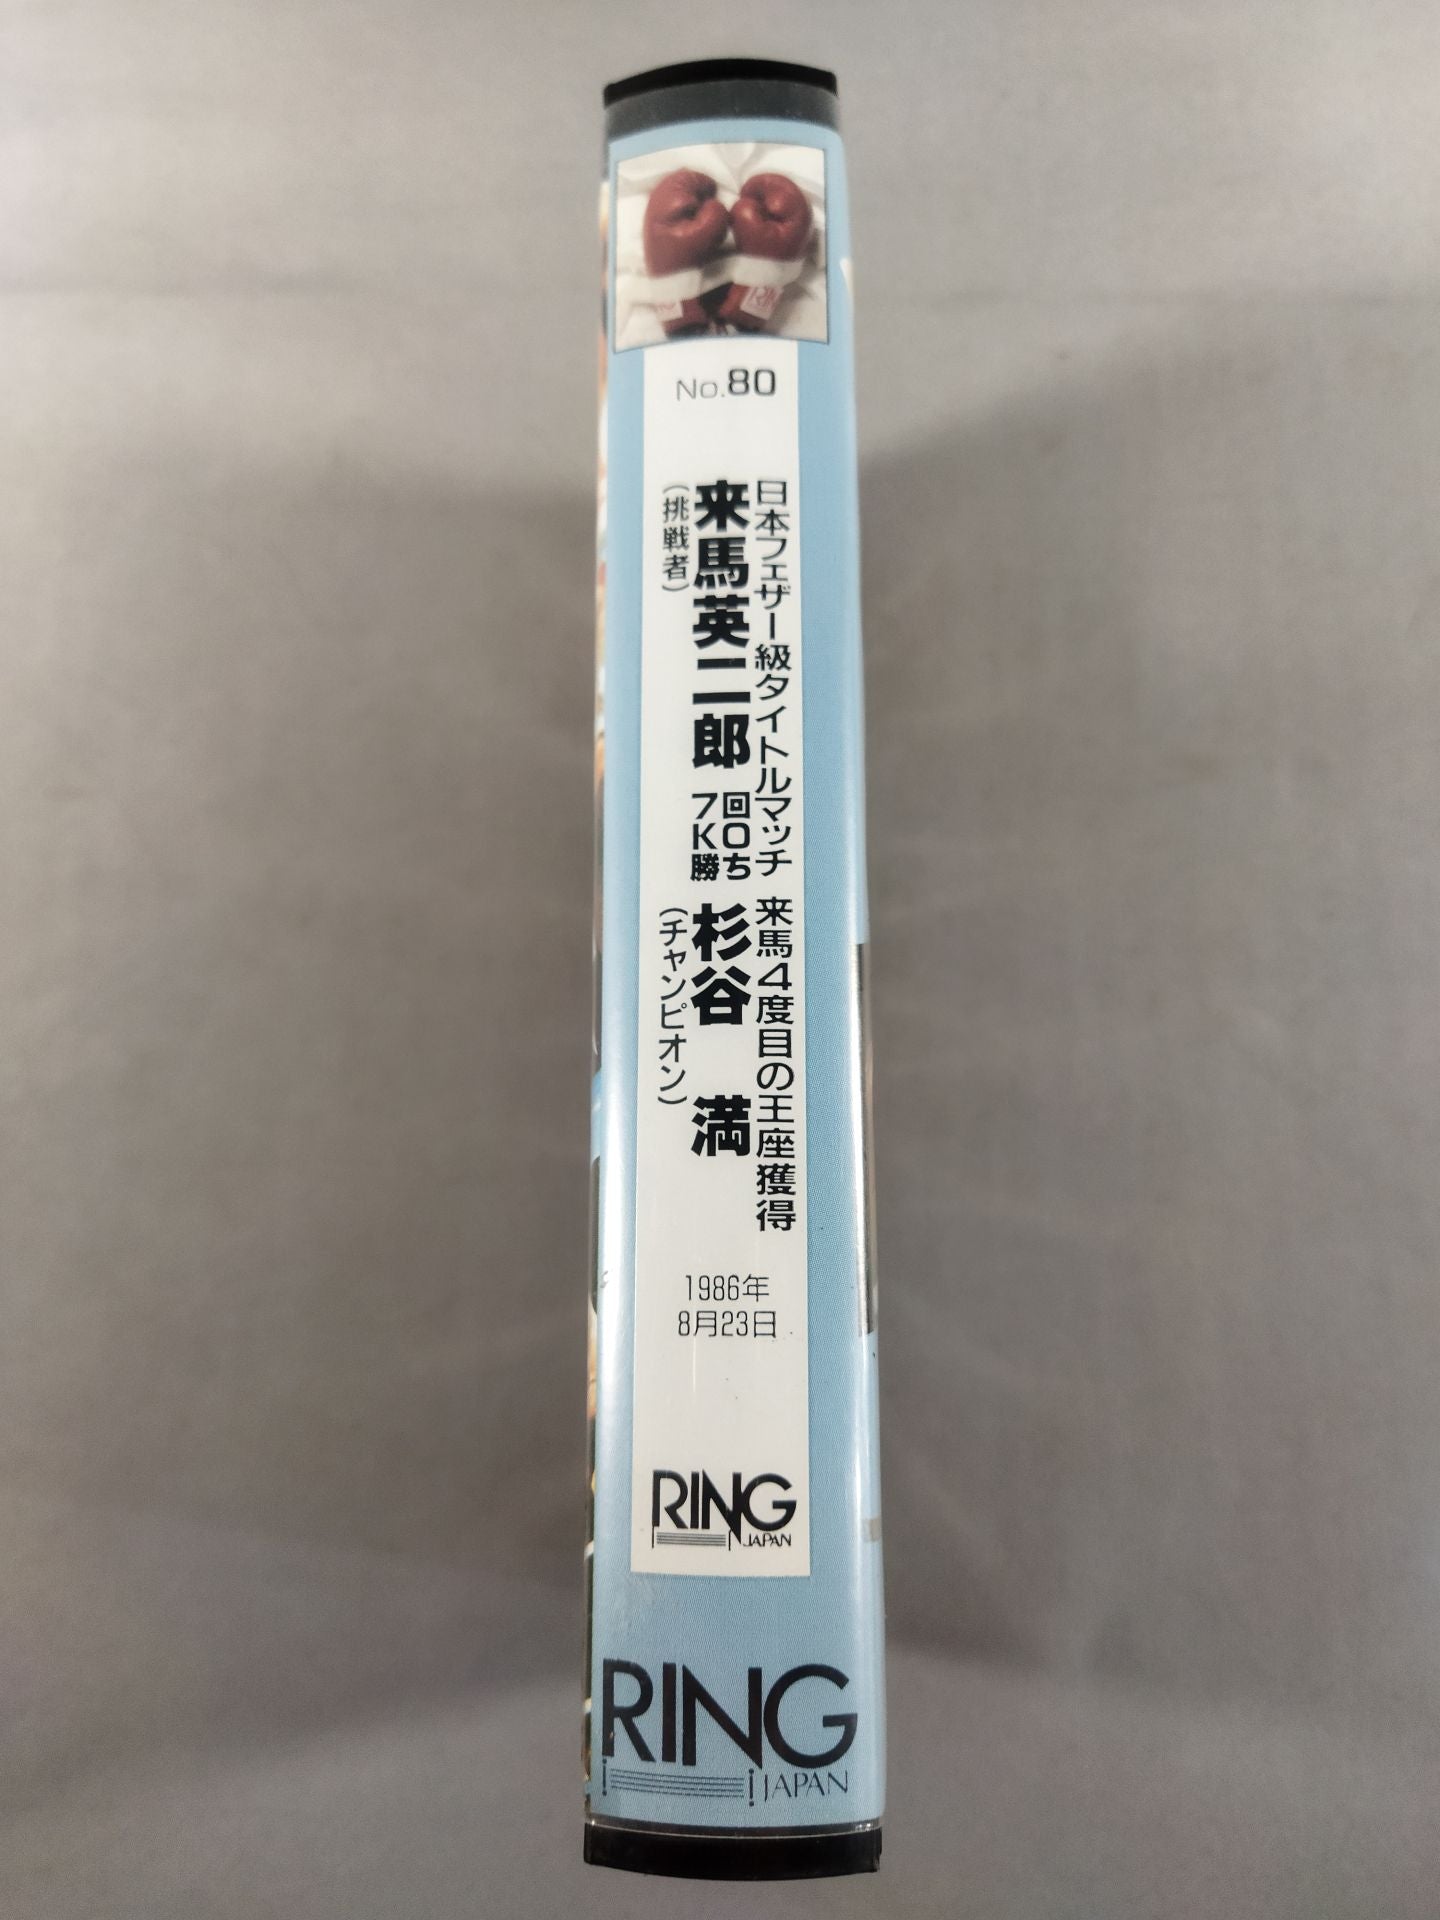 RIN
No.80
日本フェザー級タイトルマッチ 来馬4度目の王座獲得
来馬英二郎
(挑戦者)
7回
KO
勝ち
杉谷 満
(チャンピオン)
1986年
8月23日
RING
JAPAN
RING
JAPAN